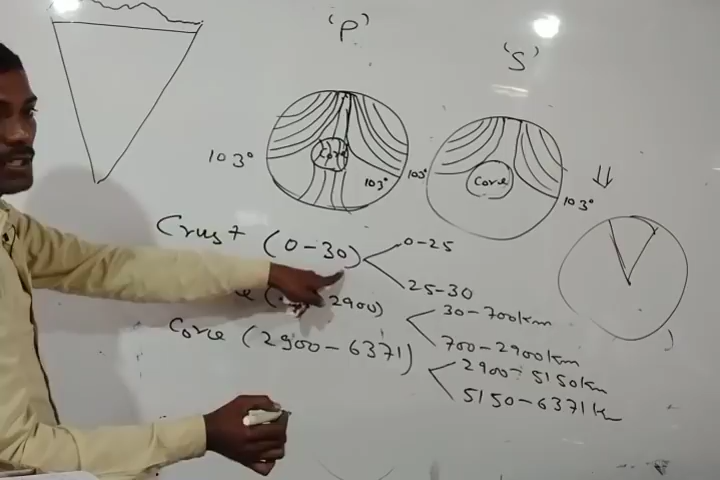 'P'
'S'
Core
103°
103°
103°
Core
103°
Crust (0-30)
0-25
25-30
2900)
30-700km
700-2900km
Core (2900-6371)
2900-5150km
5150-6371km